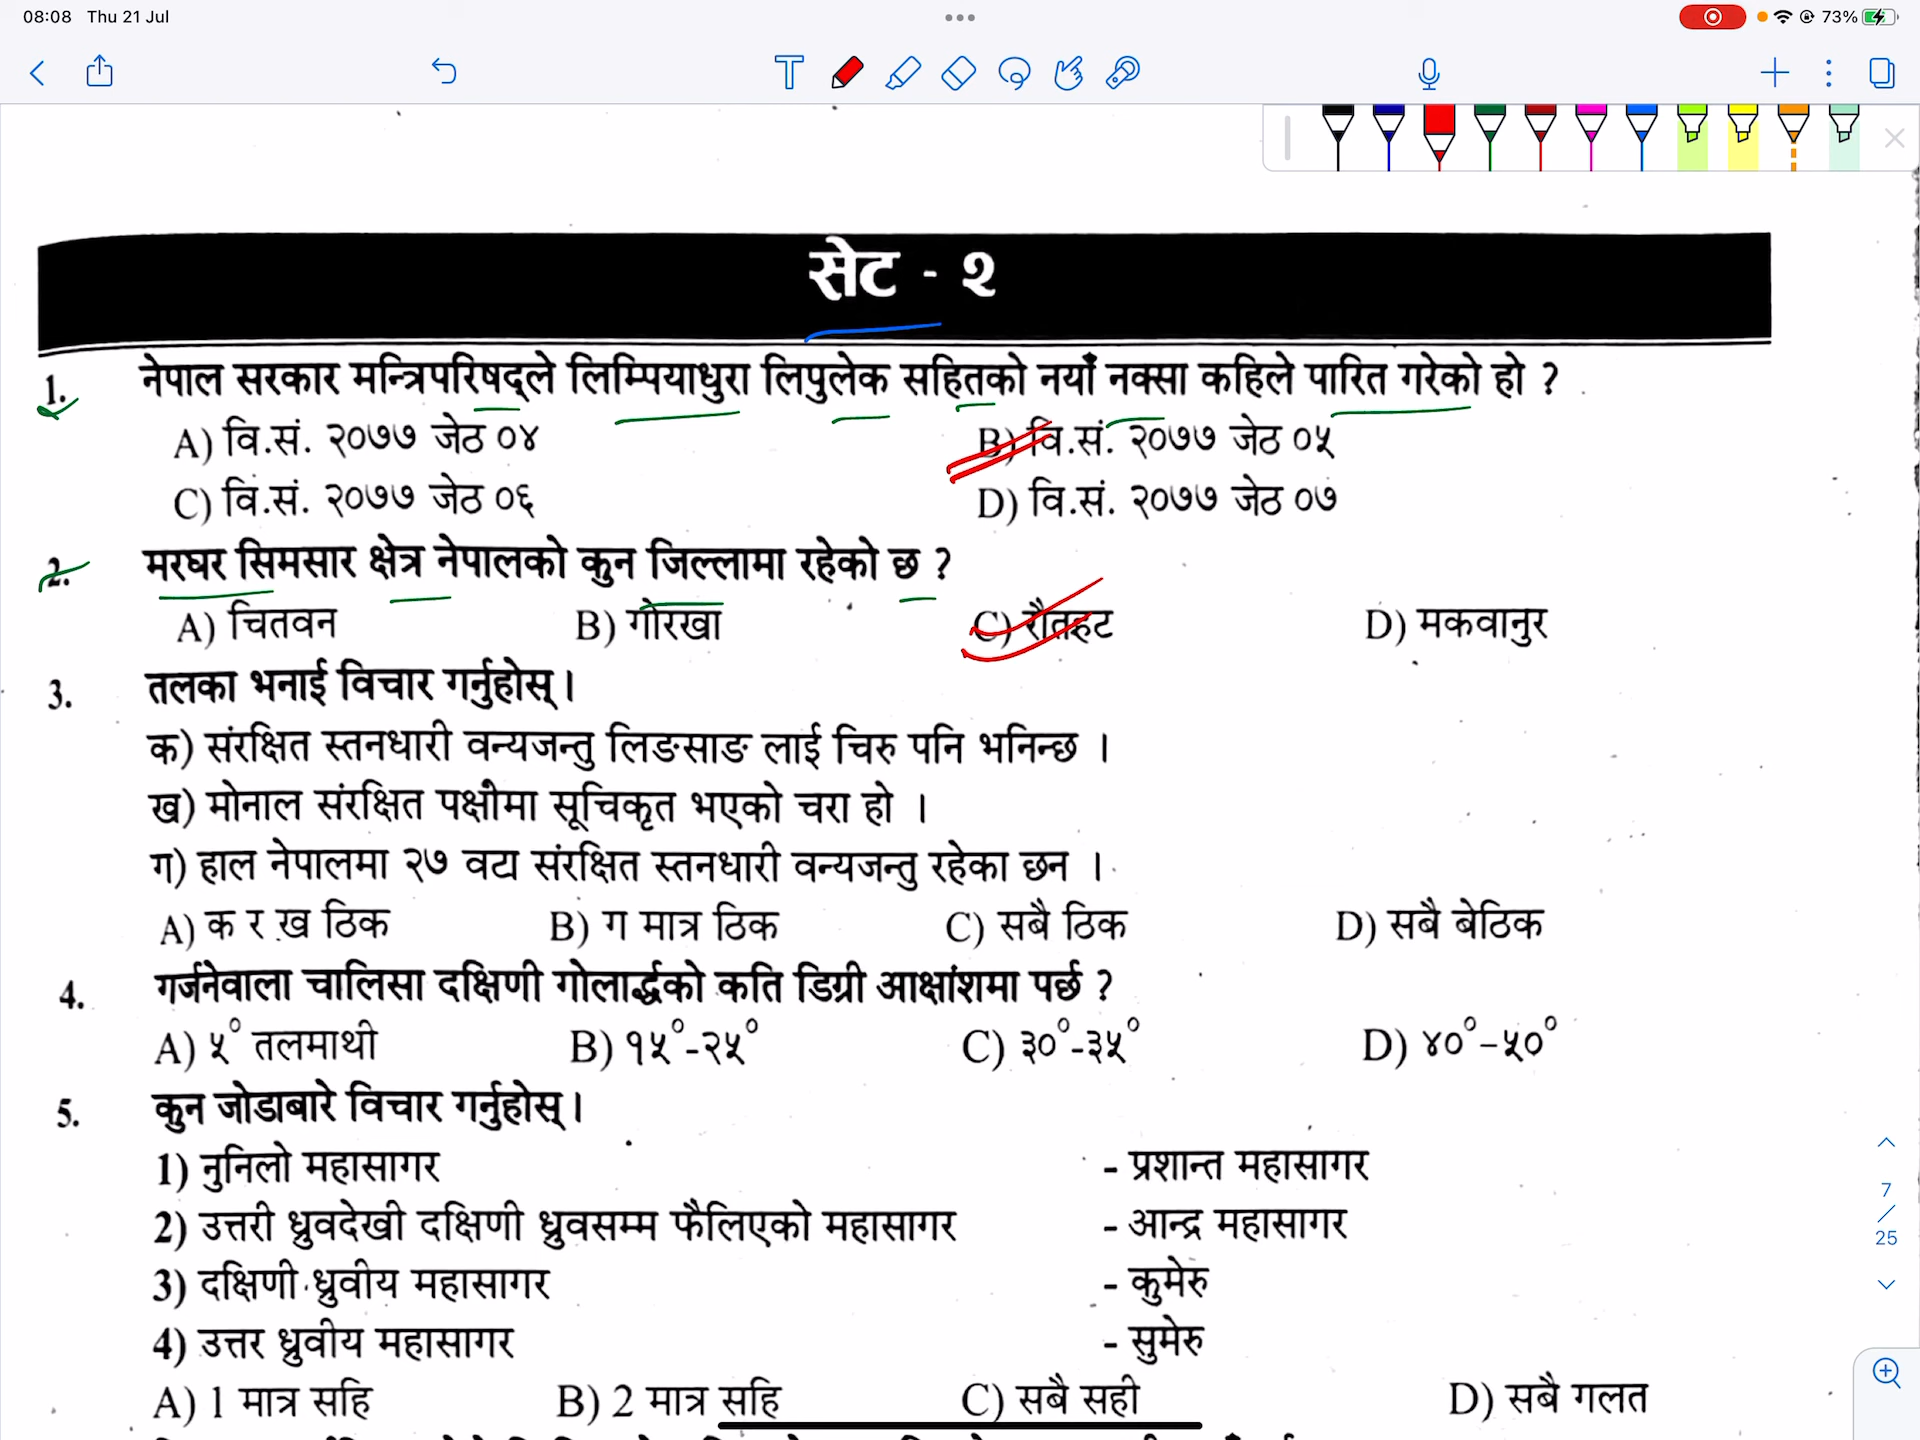 08:08 Thu 21 Jul
73%
सेट - २
1. नेपाल सरकार मन्त्रिपरिषद्ले लिम्पियाधुरा लिपुलेक सहितको नयाँ नक्सा कहिले पारित गरेको हो ?
A) वि.सं. २०७७ जेठ ०४ B) वि.सं. २०७७ जेठ ०५
C) वि.सं. २०७७ जेठ ०६ D) वि.सं. २०७७ जेठ ०७
2. मरघर सिमसार क्षेत्र नेपालको कुन जिल्लामा रहेको छ ?
A) चितवन B) गोरखा C) रौतहट D) मकवानुर
3. तलका भनाई विचार गर्नुहोस् ।
क) संरक्षित स्तनधारी वन्यजन्तु लिङसाङ लाई चिरु पनि भनिन्छ ।
ख) मोनाल संरक्षित पक्षीमा सूचिकृत भएको चरा हो ।
ग) हाल नेपालमा २७ वटा संरक्षित स्तनधारी वन्यजन्तु रहेका छन ।
A) क र ख ठिक B) ग मात्र ठिक C) सबै ठिक D) सबै बेठिक
4. गर्जनेवाला चालिसा दक्षिणी गोलार्द्धको कति डिग्री आक्षांशमा पर्छ ?
A) ५° तलमाथी B) १५°-२५° C) ३०°-३५° D) ४०°-५०°
5. कुन जोडाबारे विचार गर्नुहोस् ।
1) नुनिलो महासागर - प्रशान्त महासागर
2) उत्तरी ध्रुवदेखी दक्षिणी ध्रुवसम्म फैलिएको महासागर - आन्द्र महासागर
3) दक्षिणी ध्रुवीय महासागर - कुमेरु
4) उत्तर ध्रुवीय महासागर - सुमेरु
A) 1 मात्र सहि B) 2 मात्र सहि C) सबै सही D) सबै गलत
7
/
25